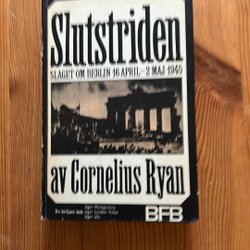 Slutstriden
SLAGET OM BERLIN 16 APRIL – 2 MAJ 1945
av Cornelius Ryan
BFB